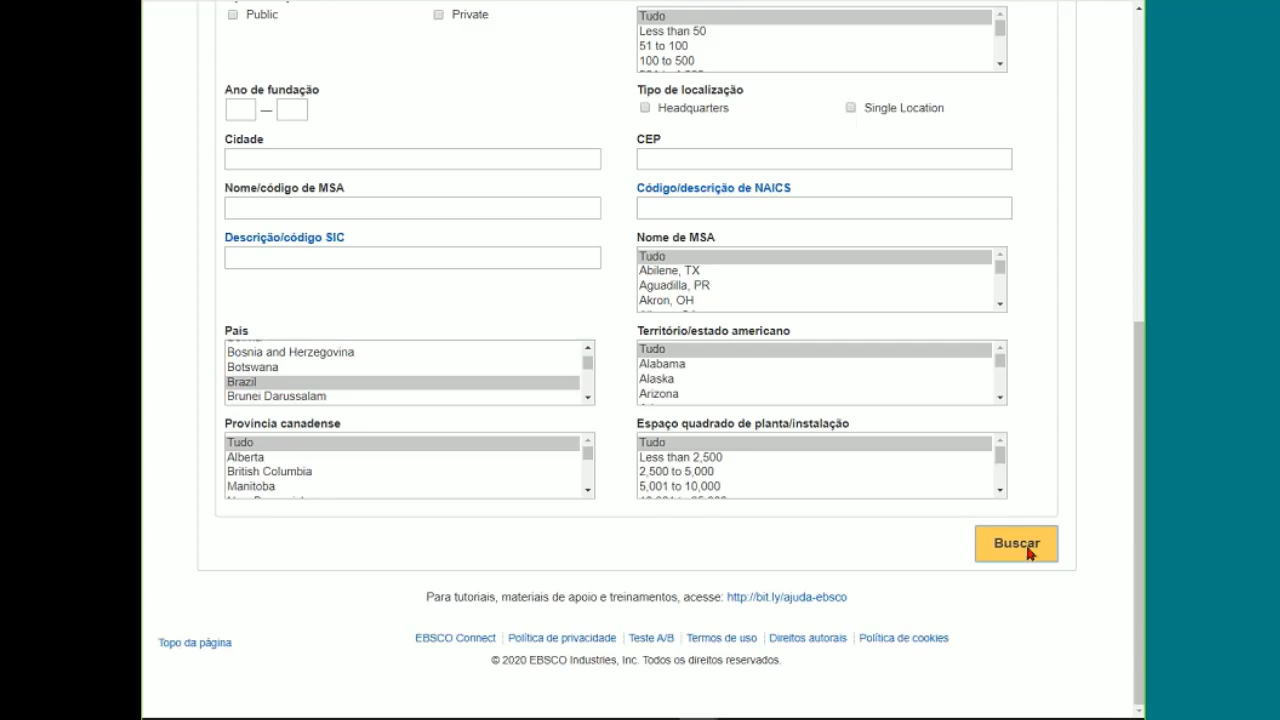 Public
Private
Tudo
Less than 50
51 to 100
100 to 500
Ano de fundação
—
Tipo de localização
Headquarters
Single Location
Cidade
CEP
Nome/código de MSA
Código/descrição de NAICS
Descrição/código SIC
Nome de MSA
Tudo
Abilene, TX
Aguadilla, PR
Akron, OH
País
Bosnia and Herzegovina
Botswana
Brazil
Brunei Darussalam
Território/estado americano
Tudo
Alabama
Alaska
Arizona
Província canadense
Tudo
Alberta
British Columbia
Manitoba
Espaço quadrado de planta/instalação
Tudo
Less than 2,500
2,500 to 5,000
5,001 to 10,000
Buscar
Para tutoriais, materiais de apoio e treinamentos, acesse: http://bit.ly/ajuda-ebsco
Topo da página
EBSCO Connect | Política de privacidade | Teste A/B | Termos de uso | Direitos autorais | Política de cookies
© 2020 EBSCO Industries, Inc. Todos os direitos reservados.